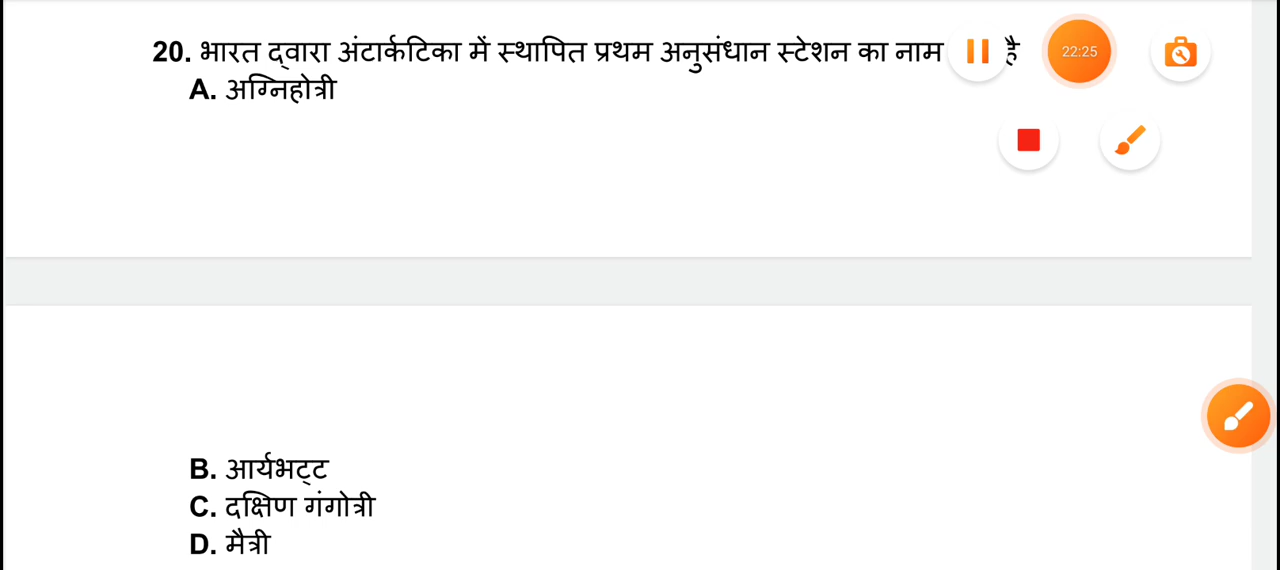 20. भारत द्वारा अंटार्कटिका में स्थापित प्रथम अनुसंधान स्टेशन का नाम है
22:25
A. अग्निहोत्री
B. आर्यभट्ट
C. दक्षिण गंगोत्री
D. मैत्री